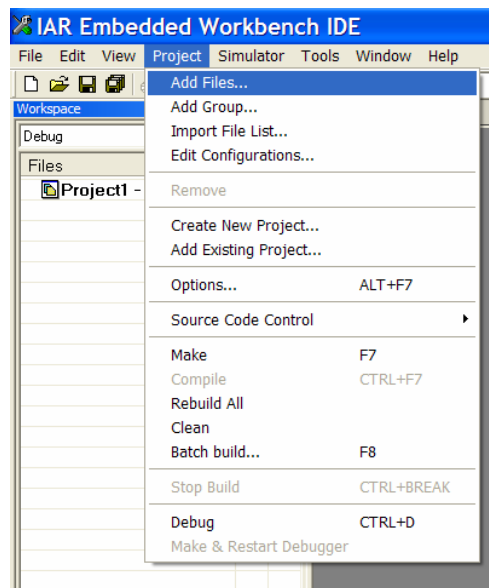 IAR Embedded Workbench IDE
File Edit View Project Simulator Tools Window Help
Workspace
Debug
Files
Project1 -
Add Files...
Add Group...
Import File List...
Edit Configurations...
Remove
Create New Project...
Add Existing Project...
Options... ALT+F7
Source Code Control
Make F7
Compile CTRL+F7
Rebuild All
Clean
Batch build... F8
Stop Build CTRL+BREAK
Debug CTRL+D
Make & Restart Debugger